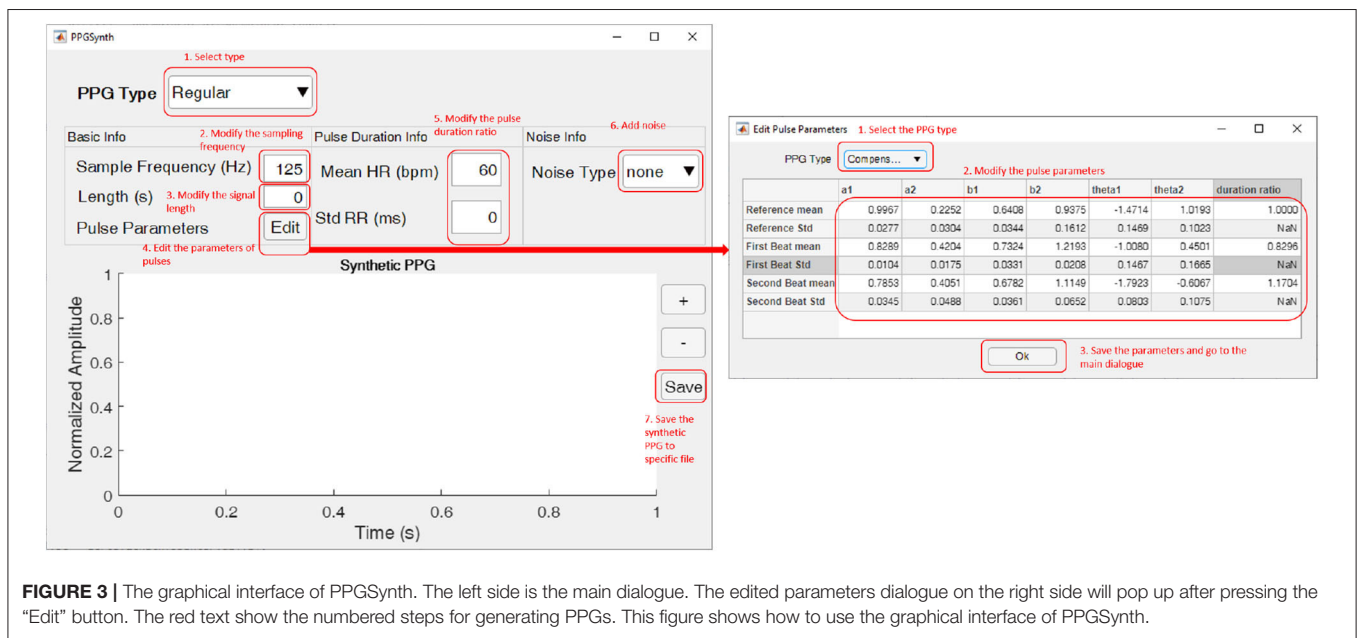 PPGSynth
1. Select type
PPG Type Regular
Basic Info
2. Modify the sampling
frequency
Pulse Duration Info
5. Modify the pulse
duration ratio
Noise Info
6. Add noise
Sample Frequency (Hz) 125
Mean HR (bpm) 60
Noise Type none
Length (s) 0
3. Modify the signal
length
Std RR (ms) 0
Pulse Parameters Edit
4. Edit the parameters of
pulses
Synthetic PPG
Normalized Amplitude
1
0.8
0.6
0.4
0.2
0
0 0.2 0.4 0.6 0.8 1
Time (s)
+
-
Save
7. Save the
synthetic
PPG to
specific file
Edit Pulse Parameters 1. Select the PPG type
PPG Type Compens...
2. Modify the pulse parameters
a1 a2 b1 b2 theta1 theta2 duration ratio
Reference mean 0.9967 0.2252 0.6408 0.9375 -1.4714 1.0193 1.0000
Reference Std 0.0277 0.0304 0.0344 0.1612 0.1469 0.1023 NaN
First Beat mean 0.8289 0.4204 0.7324 1.2193 -1.0080 0.4501 0.8296
First Beat Std 0.0104 0.0175 0.0331 0.0208 0.1467 0.1665 NaN
Second Beat mean 0.7853 0.4051 0.6782 1.1149 -1.7923 -0.6067 1.1704
Second Beat Std 0.0345 0.0488 0.0361 0.0652 0.0803 0.1075 NaN
Ok
3. Save the parameters and go to the
main dialogue
FIGURE 3 | The graphical interface of PPGSynth. The left side is the main dialogue. The edited parameters dialogue on the right side will pop up after pressing the
“Edit” button. The red text show the numbered steps for generating PPGs. This figure shows how to use the graphical interface of PPGSynth.